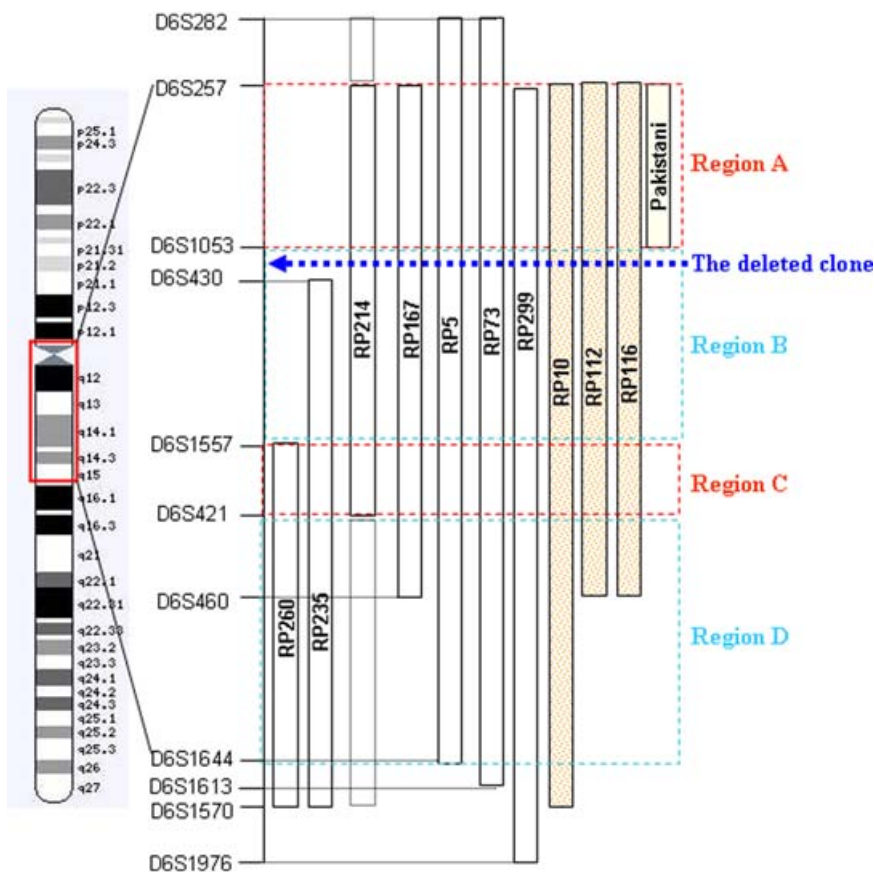 p25.1
p24.3
p22.3
p22.1
p21.31
p21.2
p21.1
p12.3
p12.1
q12
q13
q14.1
q14.3
q15
q16.1
q16.3
q21
q22.1
q22.31
q22.33
q23.2
q23.3
q24.1
q24.2
q24.3
q25.1
q25.2
q25.3
q26
q27
D6S282
D6S257
D6S1053
D6S430
D6S1557
D6S421
D6S460
D6S1644
D6S1613
D6S1570
D6S1976
RP260
RP235
RP214
RP167
RP5
RP73
RP299
RP10
RP112
RP116
Pakistani
Region A
The deleted clone
Region B
Region C
Region D